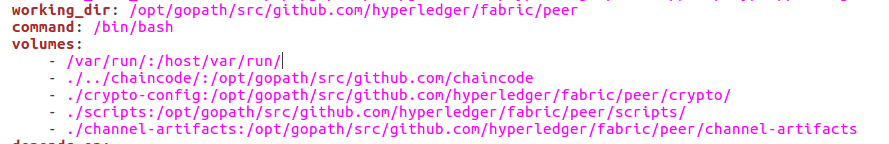 working_dir: /opt/gopath/src/github.com/hyperledger/fabric/peer
command: /bin/bash
volumes:
- /var/run/:/host/var/run/
- ./../chaincode/:/opt/gopath/src/github.com/chaincode
- ./crypto-config:/opt/gopath/src/github.com/hyperledger/fabric/peer/crypto/
- ./scripts:/opt/gopath/src/github.com/hyperledger/fabric/peer/scripts/
- ./channel-artifacts:/opt/gopath/src/github.com/hyperledger/fabric/peer/channel-artifacts